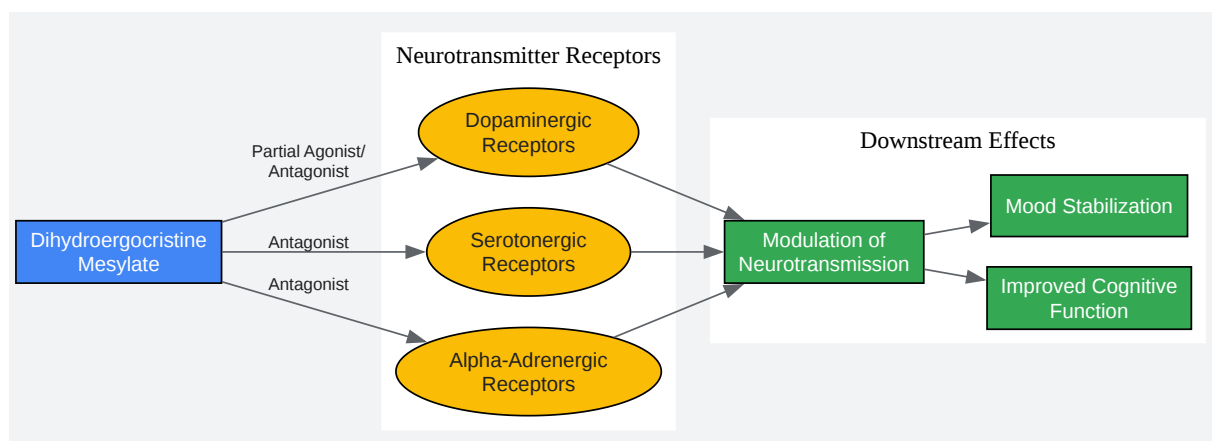 Neurotransmitter Receptors
Dopaminergic
Receptors
Partial Agonist/
Antagonist
Dihydroergocristine
Mesylate
Antagonist
Serotonergic
Receptors
Antagonist
Alpha-Adrenergic
Receptors
Downstream Effects
Modulation of
Neurotransmission
Mood Stabilization
Improved Cognitive
Function